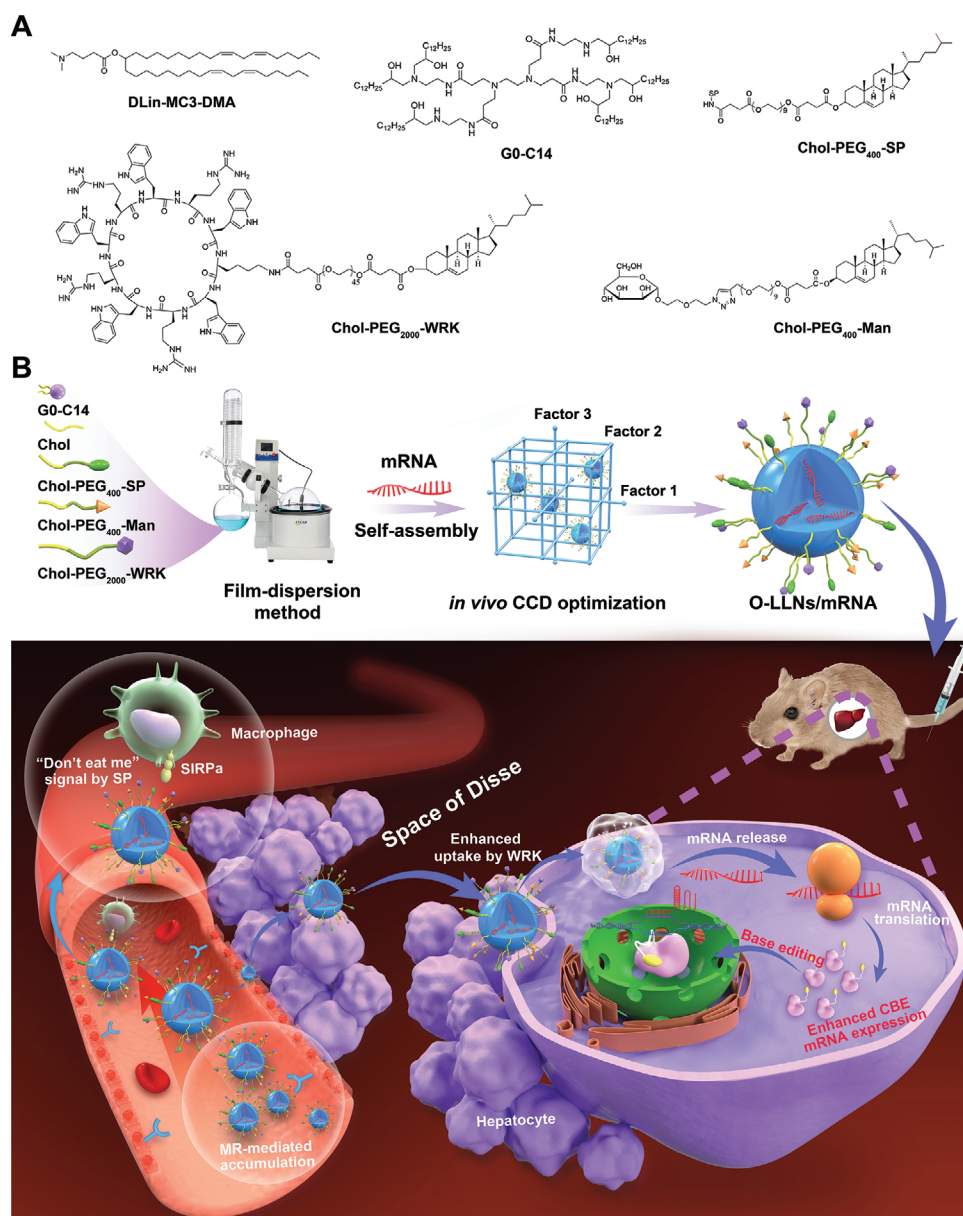 A
DLin-MC3-DMA
G0-C14
Chol-PEG400-SP
Chol-PEG2000-WRK
Chol-PEG400-Man
B
G0-C14
Chol
Chol-PEG400-SP
Chol-PEG400-Man
Chol-PEG2000-WRK
Film-dispersion
method
mRNA
Self-assembly
Factor 3
Factor 2
Factor 1
in vivo CCD optimization
O-LLNs/mRNA
Macrophage
SIRPa
“Don't eat me”
signal by SP
Space of Disse
Enhanced
uptake by WRK
mRNA release
mRNA
translation
Base editing
Enhanced CBE
mRNA expression
Hepatocyte
MR-mediated
accumulation